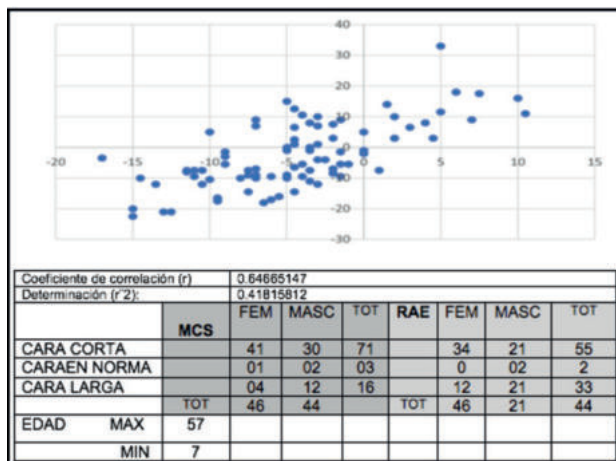 40
30
20
10
-20 -15 -10 -5 0 5 10 15
-10
-20
-30
Coeficiente de correlación (r) 0.64665147
Determinación (r˜2): 0.41815812
MCS FEM MASC TOT RAE FEM MASC TOT
CARA CORTA 41 30 71 34 21 55
CARAEN NORMA 01 02 03 0 02 2
CARA LARGA 04 12 16 12 21 33
TOT 46 44 TOT 46 21 44
EDAD MAX 57
MIN 7